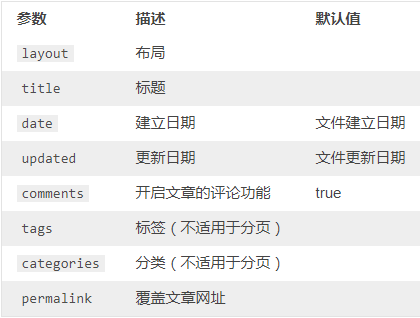 参数 描述 默认值
layout 布局
title 标题
date 建立日期 文件建立日期
updated 更新日期 文件更新日期
comments 开启文章的评论功能 true
tags 标签（不适用于分页）
categories 分类（不适用于分页）
permalink 覆盖文章网址